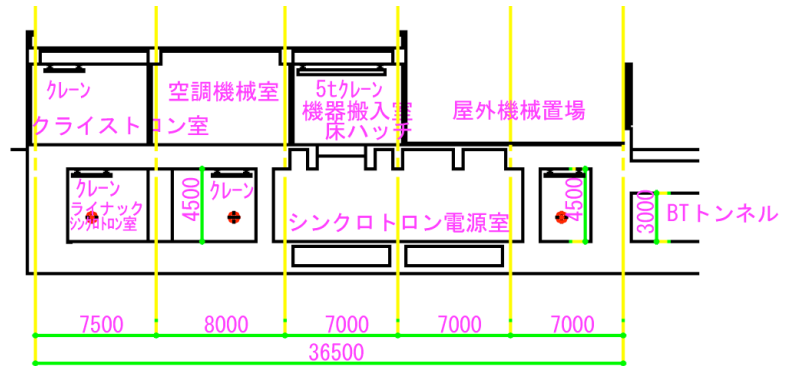 クレーン
クライストロン室
空調機械室
5tクレーン
機器搬入室
床ハッチ
屋外機械置場
クレーン
ライナック
シンクロトロン室
4500
クレーン
シンクロトロン電源室
4500
3000
BTトンネル
7500
8000
7000
7000
7000
36500